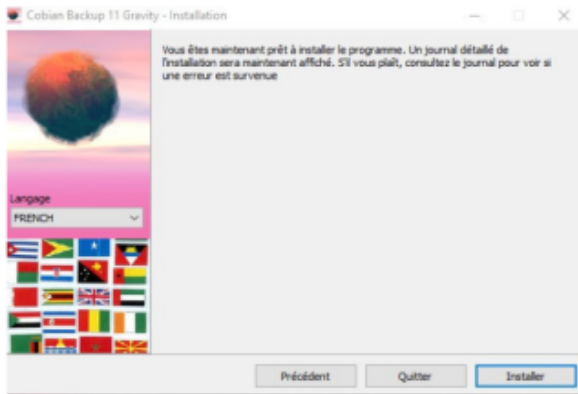 Cobian Backup 11 Gravity - Installation
Vous êtes maintenant prêt à installer le programme. Un journal détaillé de
l'installation sera maintenant affiché. S'il vous plaît, consultez le journal pour voir si
une erreur est survenue
Langage
FRENCH
Précédent
Quitter
Installer